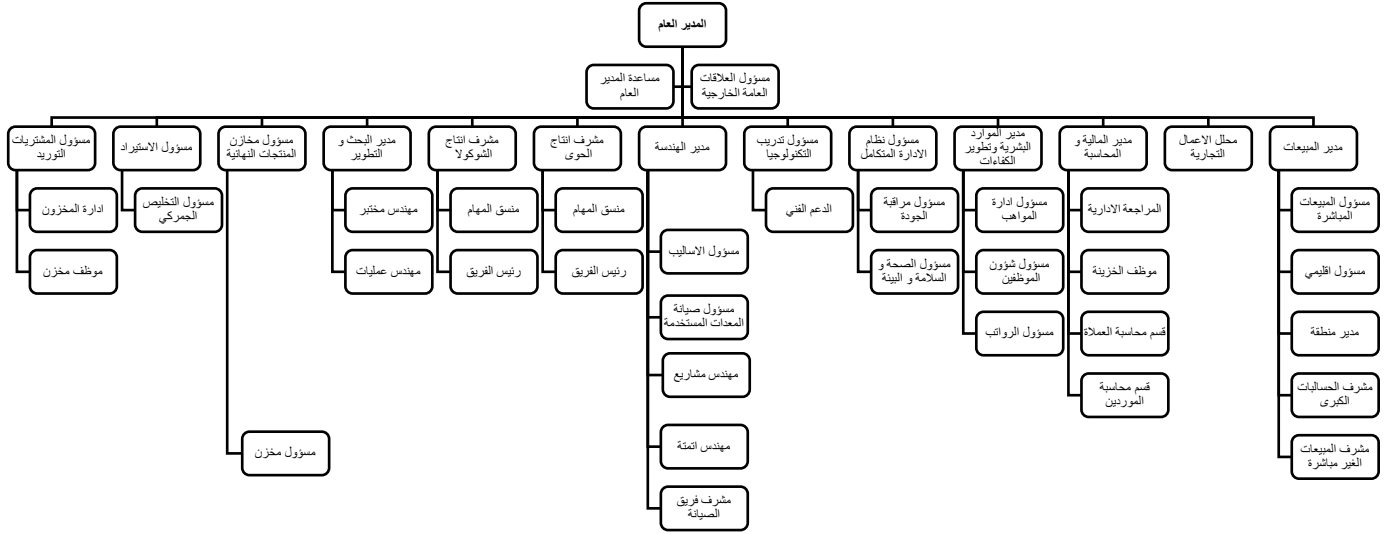 المدير العام
مسؤول العلاقات
العامة الخارجية
مساعدة المدير
العام
مدير المبيعات
محلل الاعمال
التجارية
مدير المالية و
المحاسبة
مدير الموارد
البشرية وتطوير
الكفاءات
مسؤول نظام
الادارة المتكامل
مسؤول تدريب
التكنولوجيا
مدير الهندسة
مشرف انتاج
الحوى
مشرف انتاج
الشوكولا
مدير البحث و
التطوير
مسؤول مخازن
المنتجات النهائية
مسؤول الاستيراد
مسؤول المشتريات
التوريد
مسؤول المبيعات
المباشرة
مسؤول اقليمي
مدير منطقة
مشرف الحسالبات
الكبرى
مشرف المبيعات
الغير مباشرة
المراجعة الادارية
موظف الخزينة
قسم محاسبة العملاة
قسم محاسبة
الموردين
مسؤول ادارة
المواهب
مسؤول شؤون
الموظفين
مسؤول الرواتب
مسؤول مراقبة
الجودة
مسؤول الصحة و
السلامة و البيئة
الدعم الفني
مسؤول الاساليب
مسؤول صيانة
المعدات المستخدمة
مهندس مشاريع
مهندس اتمتة
مشرف فريق
الصيانة
منسق المهام
رئيس الفريق
منسق المهام
رئيس الفريق
مهندس مختبر
مهندس عمليات
مسؤول مخزن
مسؤول التخليص
الجمركي
ادارة المخزون
موظف مخزن